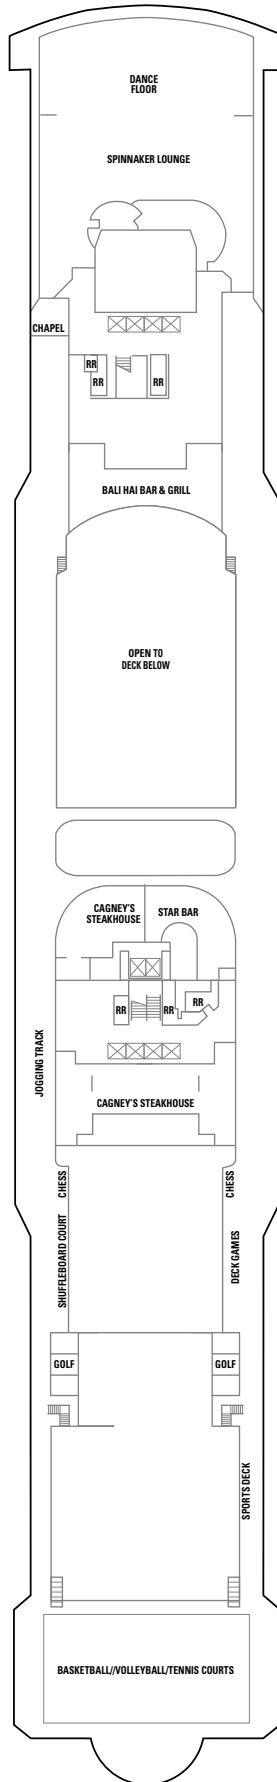 DANCE
FLOOR
SPINNAKER LOUNGE
CHAPEL
RR
RR
RR
BALI HAI BAR & GRILL
OPEN TO
DECK BELOW
CAGNEY'S
STEAKHOUSE
STAR BAR
RR
RR
RR
JOGGING TRACK
CAGNEY'S STEAKHOUSE
CHESS
CHESS
SHUFFLEBOARD COURT
DECK GAMES
GOLF
GOLF
SPORTS DECK
BASKETBALL//VOLLEYBALL/TENNIS COURTS